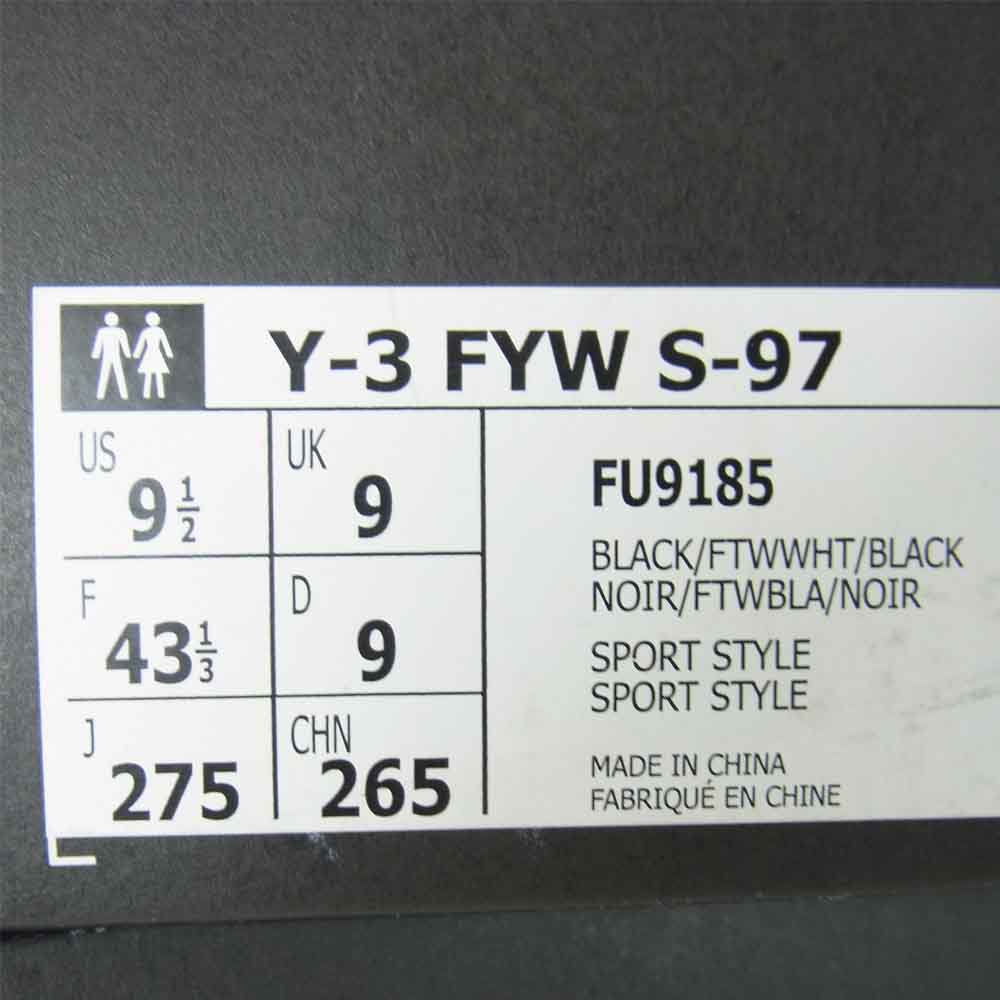 Y-3 FYW S-97
US 9 1/2 UK 9
F 43 1/3 D 9
J 275 CHN 265
FU9185
BLACK/FTWWHT/BLACK
NOIR/FTWBLA/NOIR
SPORT STYLE
SPORT STYLE
MADE IN CHINA
FABRIQUÉ EN CHINE